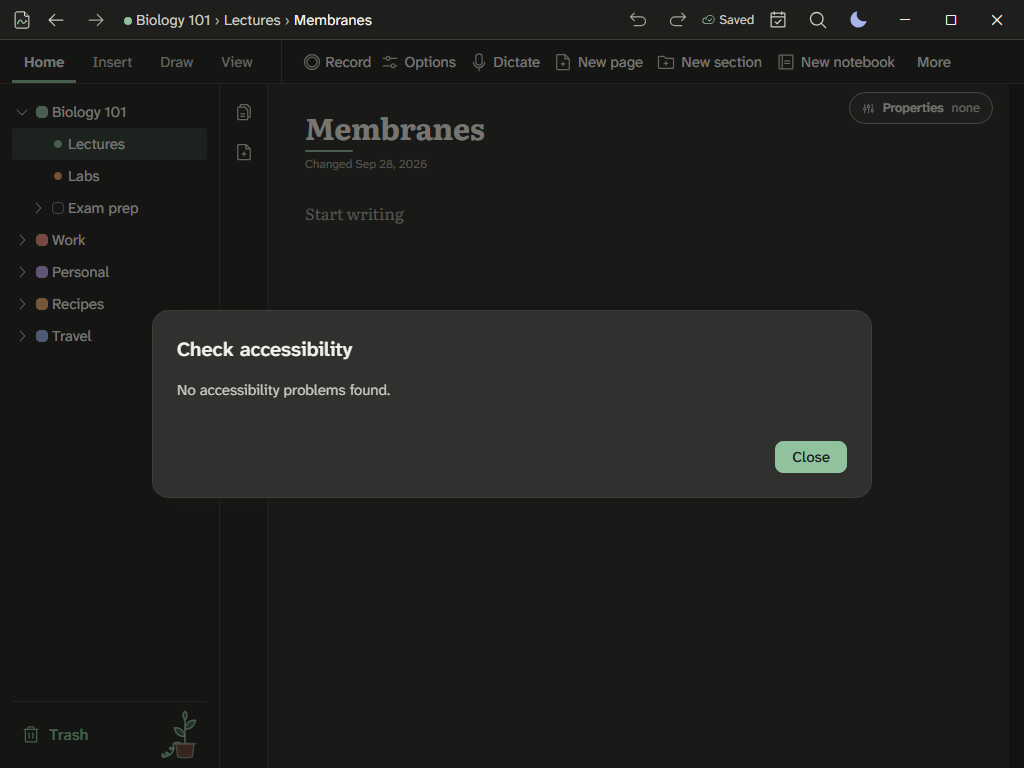 Biology 101 › Lectures › Membranes
Saved
Home Insert Draw View Record Options Dictate New page New section New notebook More
Biology 101
Lectures
Labs
Exam prep
Work
Personal
Recipes
Travel
Trash
Membranes
Changed Sep 28, 2026
Properties none
Start writing
Check accessibility
No accessibility problems found.
Close